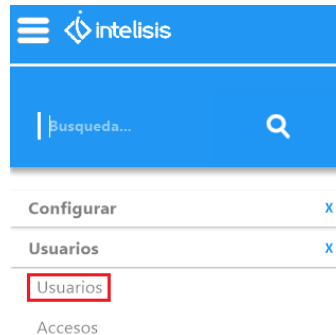 intelisis
Busqueda...
Configurar x
Usuarios x
Usuarios
Accesos